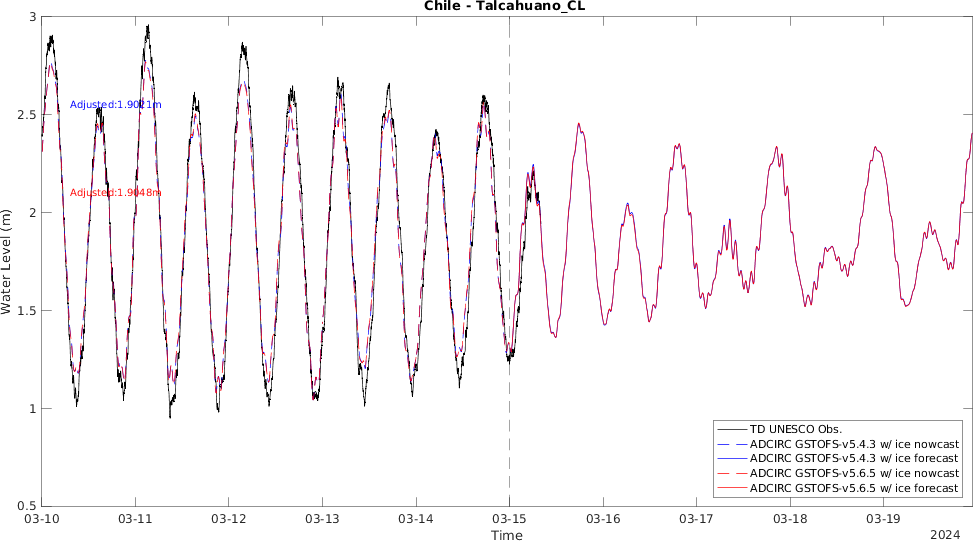 Chile - Talcahuano_CL
3
2.5
2
1.5
1
0.5
Water Level (m)
Adjusted:1.9021m
Adjusted:1.9048m
TD UNESCO Obs.
ADCIRC GSTOFS-v5.4.3 w/ ice nowcast
ADCIRC GSTOFS-v5.4.3 w/ ice forecast
ADCIRC GSTOFS-v5.6.5 w/ ice nowcast
ADCIRC GSTOFS-v5.6.5 w/ ice forecast
03-10 03-11 03-12 03-13 03-14 03-15 03-16 03-17 03-18 03-19
Time
2024